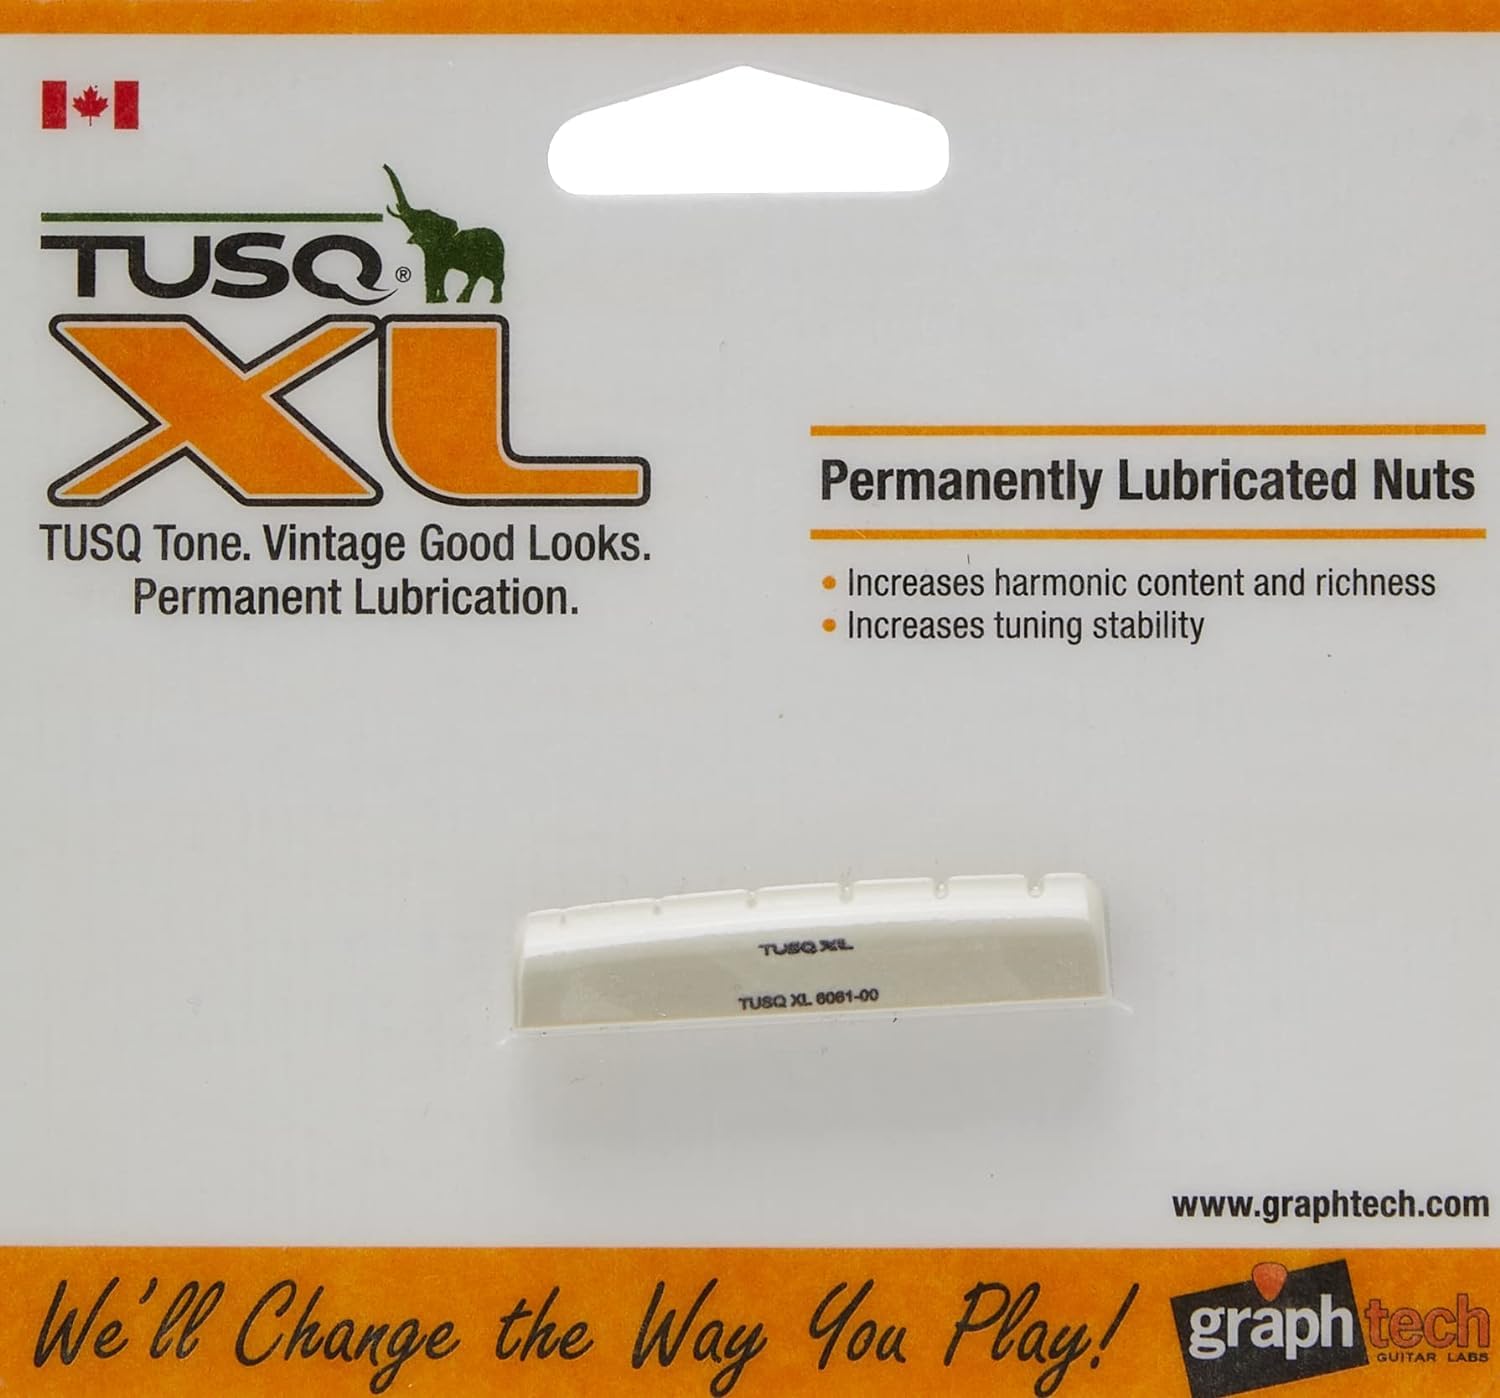 TUSQ®
XL
TUSQ Tone. Vintage Good Looks.
Permanent Lubrication.
Permanently Lubricated Nuts
• Increases harmonic content and richness
• Increases tuning stability
TUSQ XL
TUSQ XL 6061-00
www.graphtech.com
We'll Change the Way You Play!
graphtech
GUITAR LABS